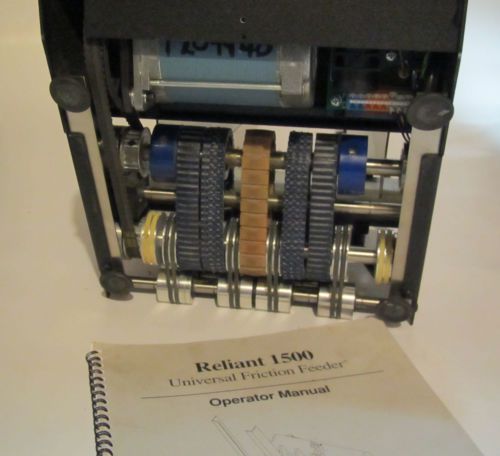 Reliant 1500
Universal Friction Feeder
Operator Manual